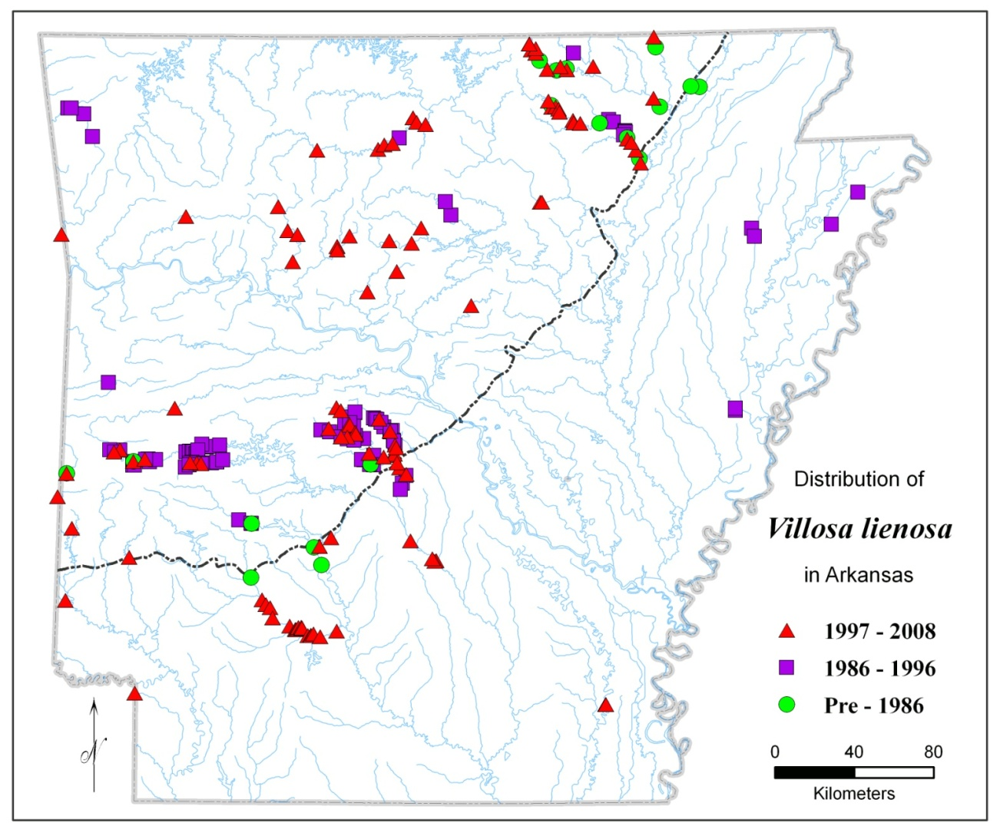 Distribution of
Villosa lienosa
in Arkansas
1997 - 2008
1986 - 1996
Pre - 1986
N
0 40 80
Kilometers